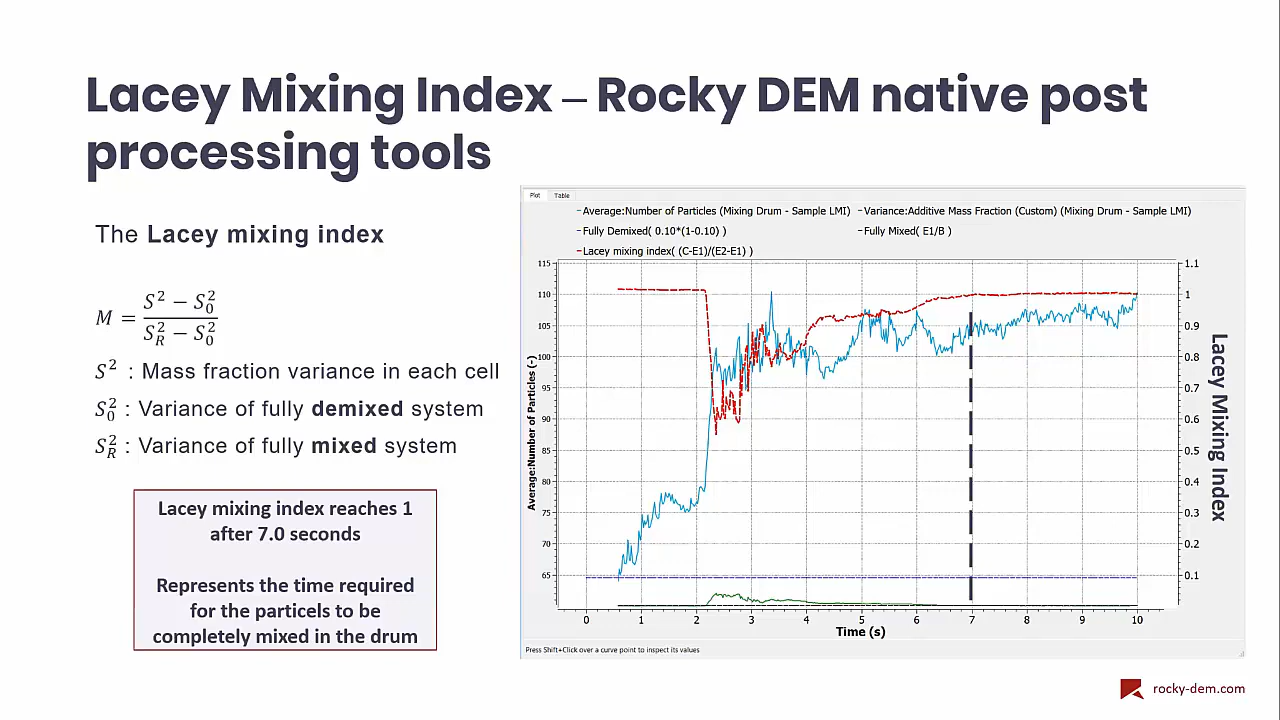 Lacey Mixing Index – Rocky DEM native post
processing tools
The Lacey mixing index
M = (S² − S₀²) / (S_R² − S₀²)
S² : Mass fraction variance in each cell
S₀² : Variance of fully demixed system
S_R² : Variance of fully mixed system
Lacey mixing index reaches 1
after 7.0 seconds
Represents the time required
for the particels to be
completely mixed in the drum
Plot Table
Average:Number of Particles (Mixing Drum - Sample LMI) Variance:Additive Mass Fraction (Custom) (Mixing Drum - Sample LMI)
Fully Demixed( 0.10*(1-0.10) ) Fully Mixed( E1/B )
Lacey mixing index( (C-E1)/(E2-E1) )
Average:Number of Particles (-)
115
110
105
100
95
90
85
80
75
70
65
1.1
1
0.9
0.8
0.7
0.6
0.5
0.4
0.3
0.2
0.1
Lacey Mixing Index
0 1 2 3 4 5 6 7 8 9 10
Time (s)
Press Shift+Click over a curve point to inspect its values
rocky-dem.com